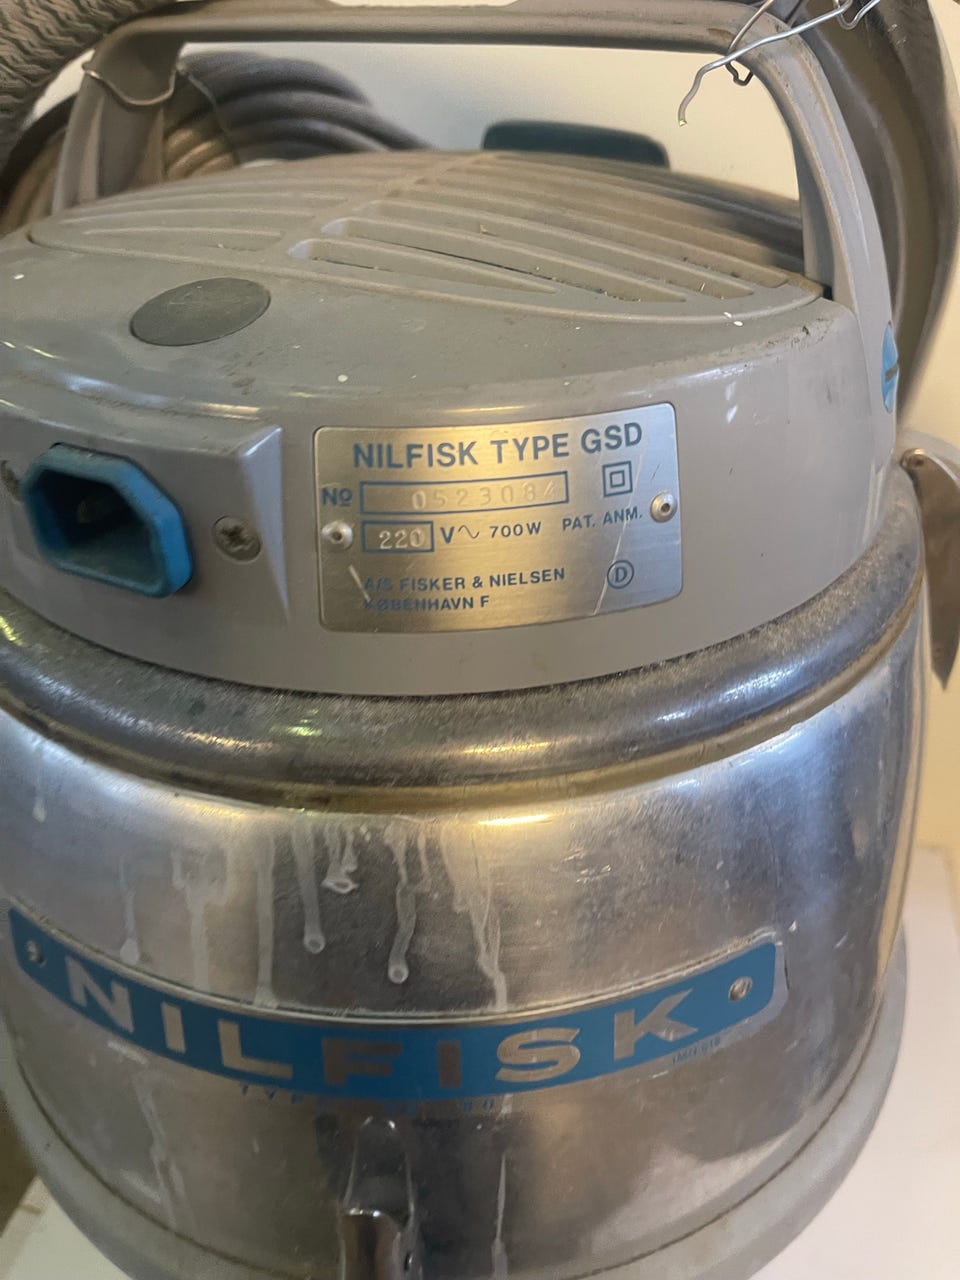 NILFISK TYPE GSD
No 0523084
220 V~ 700W PAT. ANM.
A/S FISKER & NIELSEN D
KØBENHAVN F
NILFISK